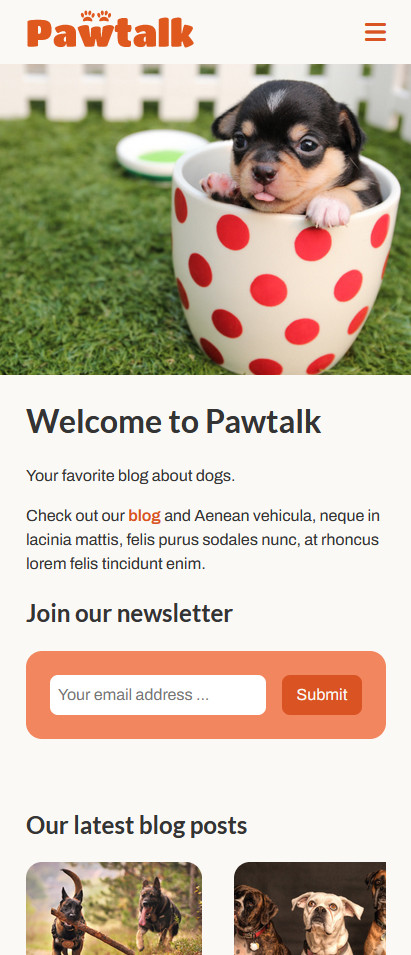 Pawtalk
Welcome to Pawtalk
Your favorite blog about dogs.
Check out our blog and Aenean vehicula, neque in
lacinia mattis, felis purus sodales nunc, at rhoncus
lorem felis tincidunt enim.
Join our newsletter
Your email address ...
Submit
Our latest blog posts